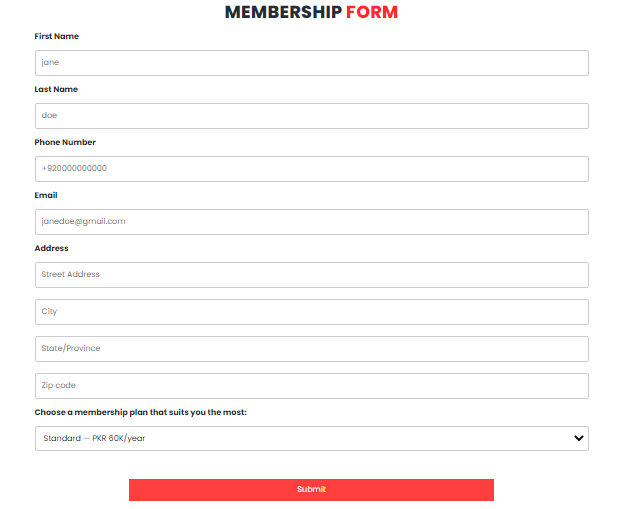 MEMBERSHIP FORM
First Name
jane
Last Name
doe
Phone Number
+920000000000
Email
janedoe@gmail.com
Address
Street Address
City
State/Province
Zip code
Choose a membership plan that suits you the most:
Standard — PKR 60K/year
Submit